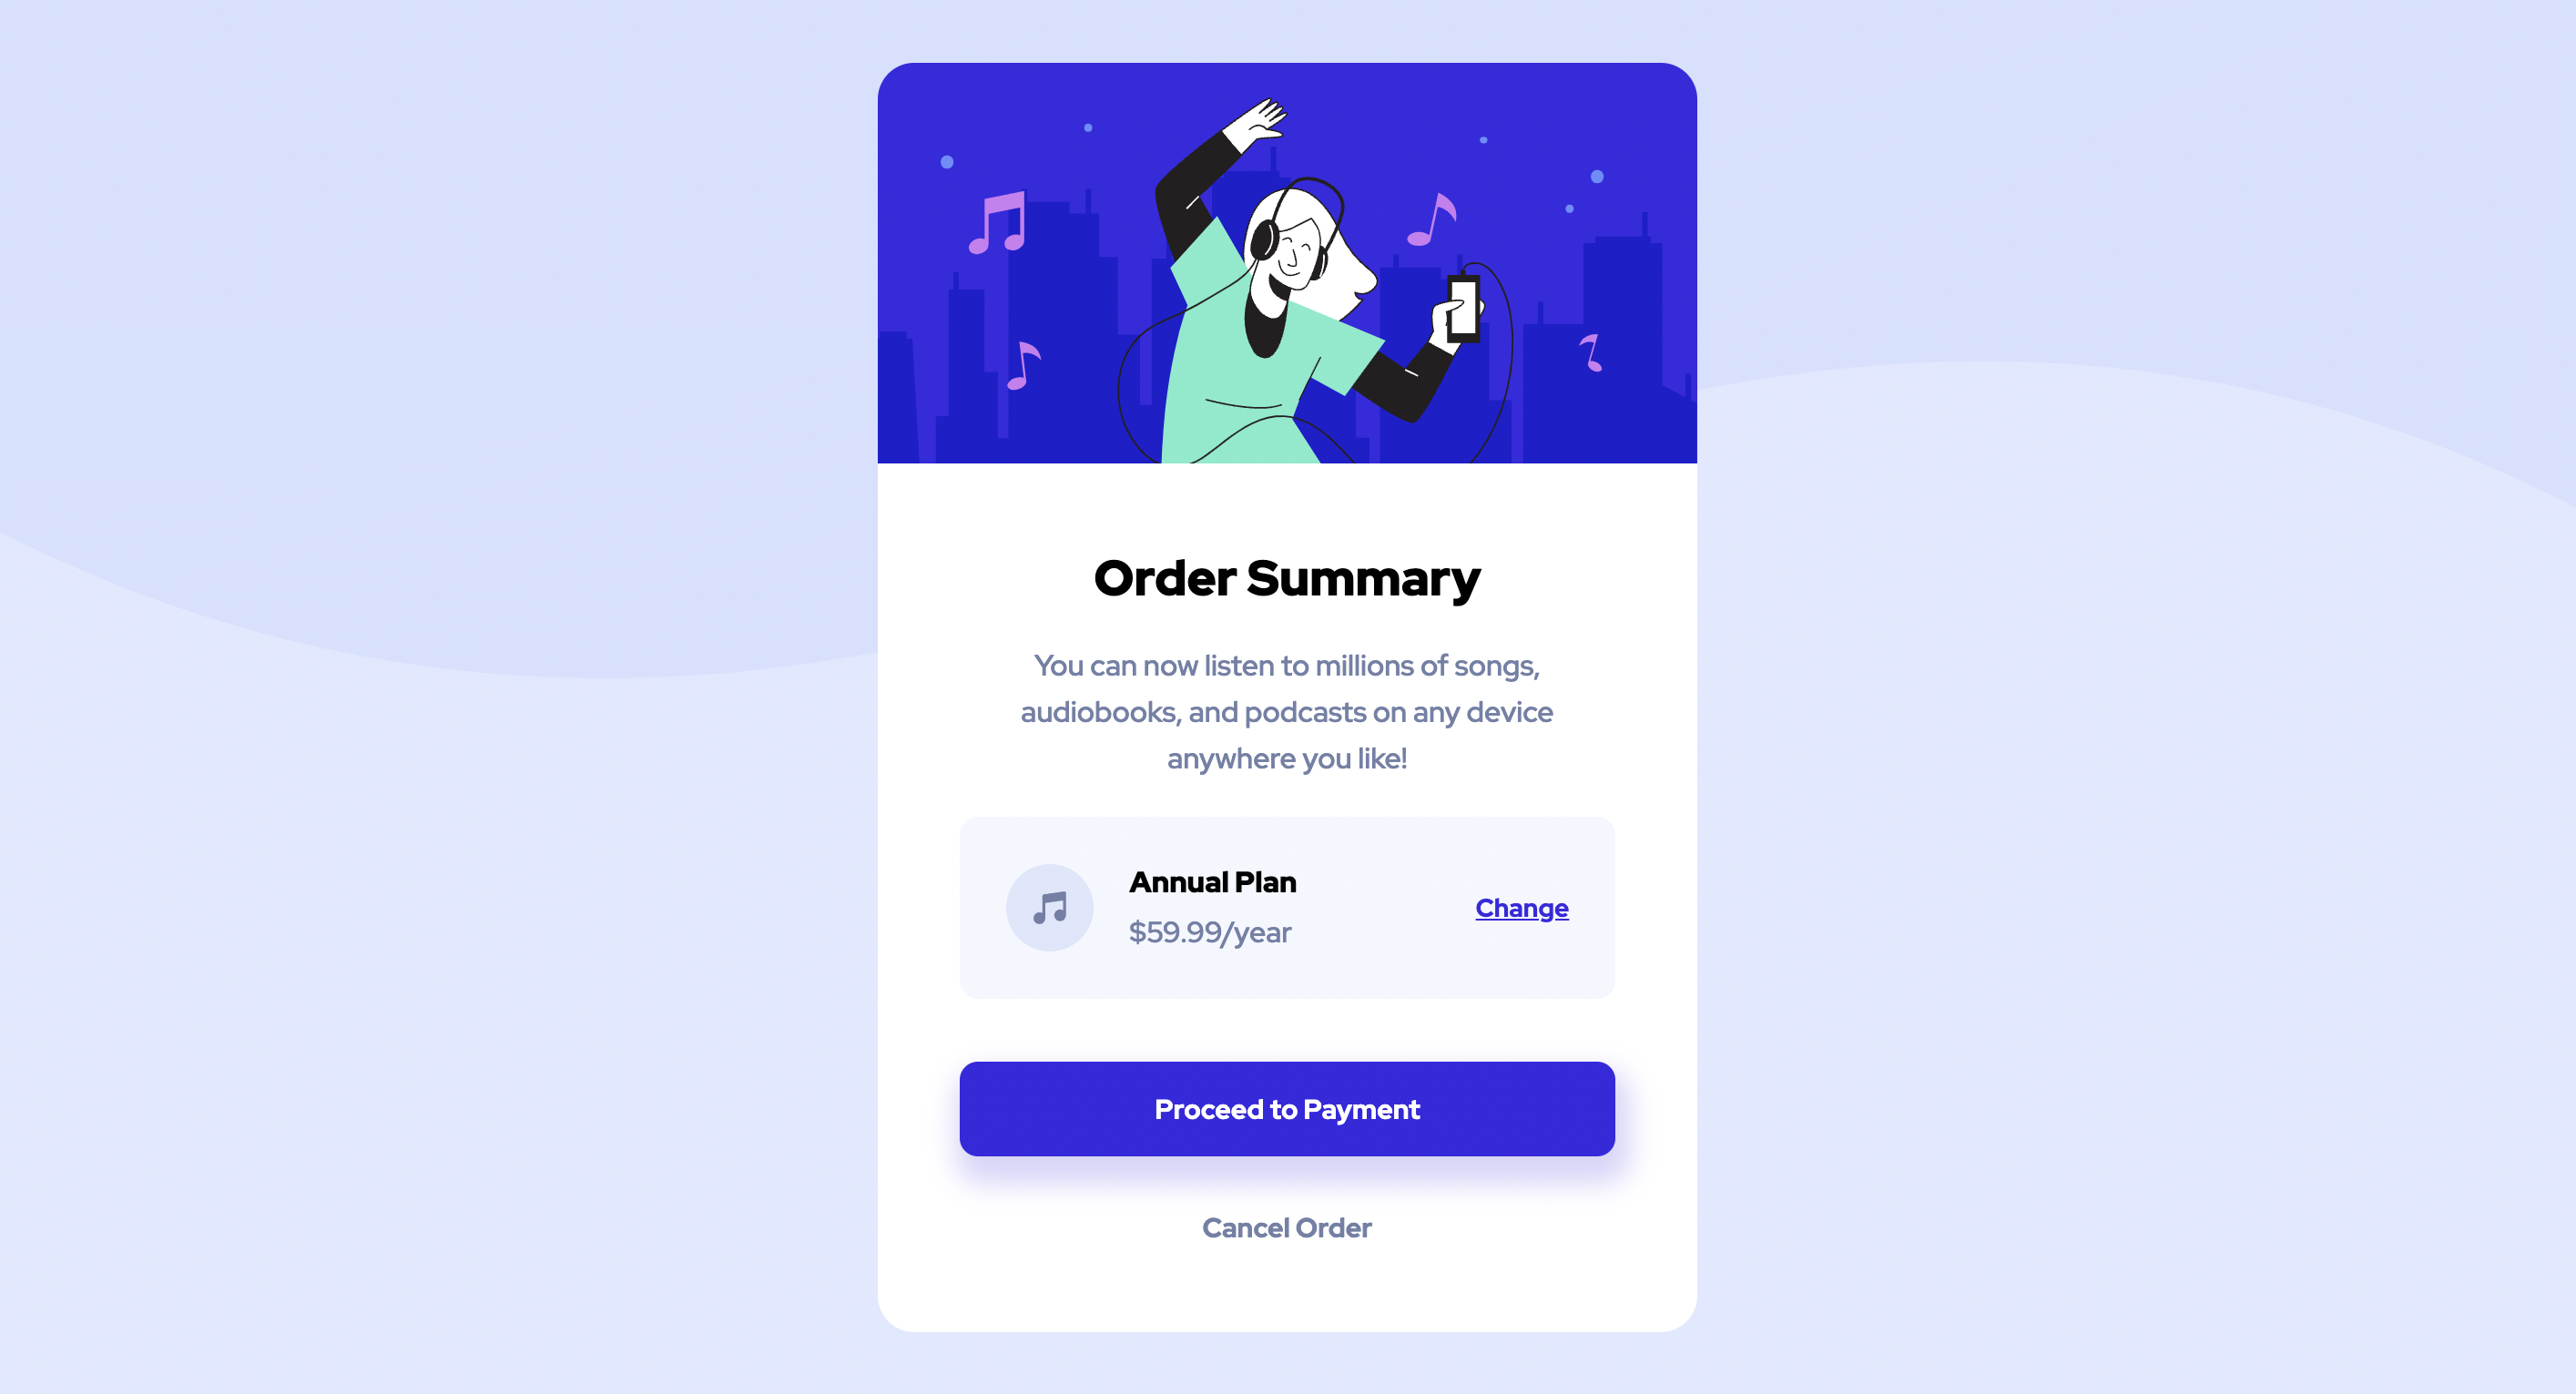 Order Summary
You can now listen to millions of songs,
audiobooks, and podcasts on any device
anywhere you like!
Annual Plan
$59.99/year
Change
Proceed to Payment
Cancel Order